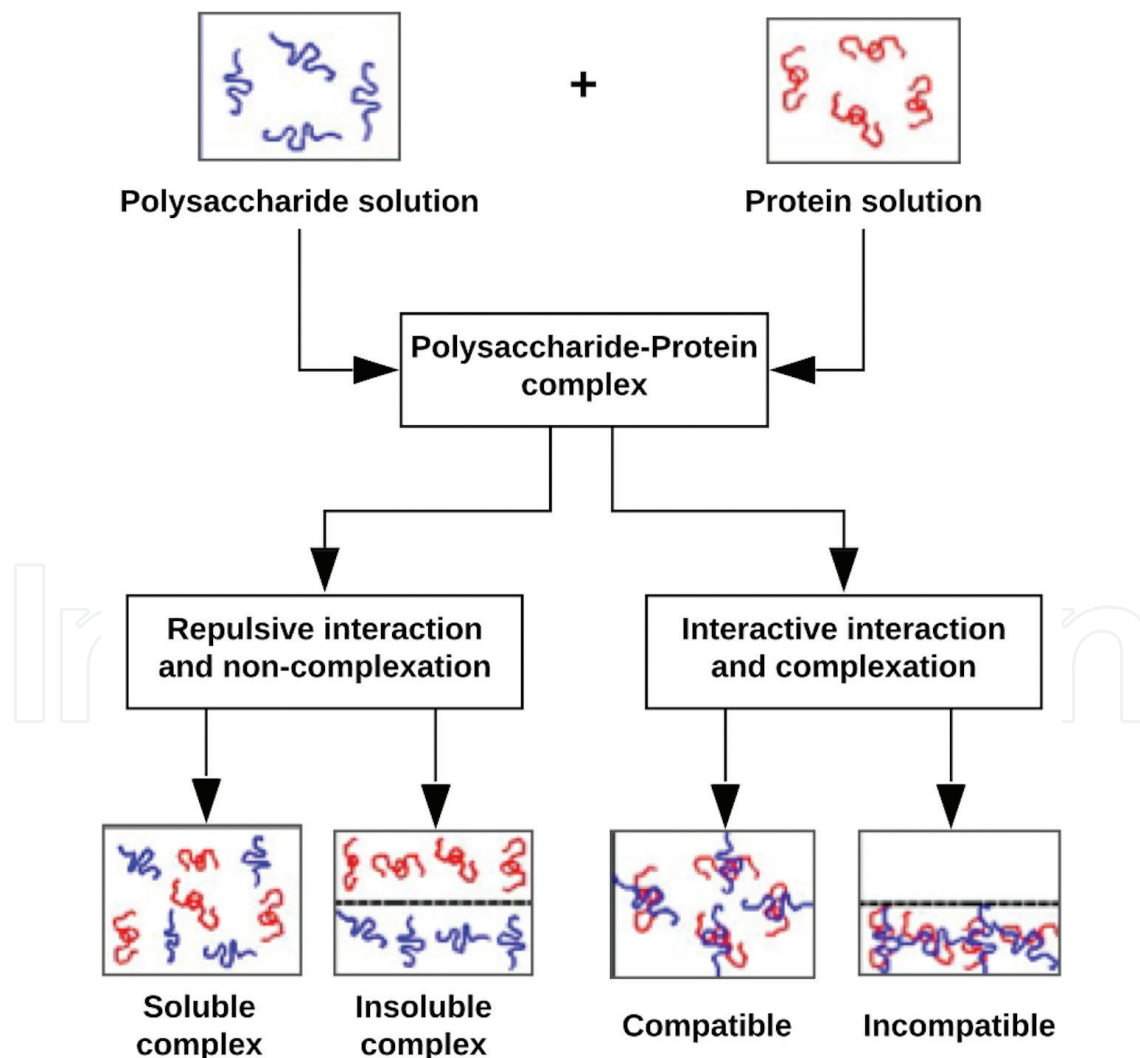 +
Polysaccharide solution
Protein solution
Polysaccharide-Protein
complex
Repulsive interaction
and non-complexation
Interactive interaction
and complexation
Soluble
complex
Insoluble
complex
Compatible
Incompatible